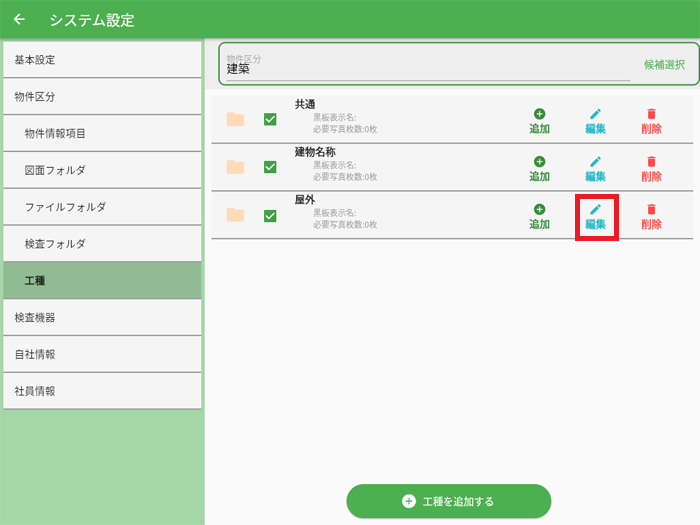 システム設定
基本設定
物件区分
物件情報項目
図面フォルダ
ファイルフォルダ
検査フォルダ
工種
検査機器
自社情報
社員情報
物件区分
建築
候補選択
共通
黒板表示名:
必要写真枚数:0枚
追加
編集
削除
建物名称
黒板表示名:
必要写真枚数:0枚
追加
編集
削除
屋外
黒板表示名:
必要写真枚数:0枚
追加
編集
削除
工種を追加する